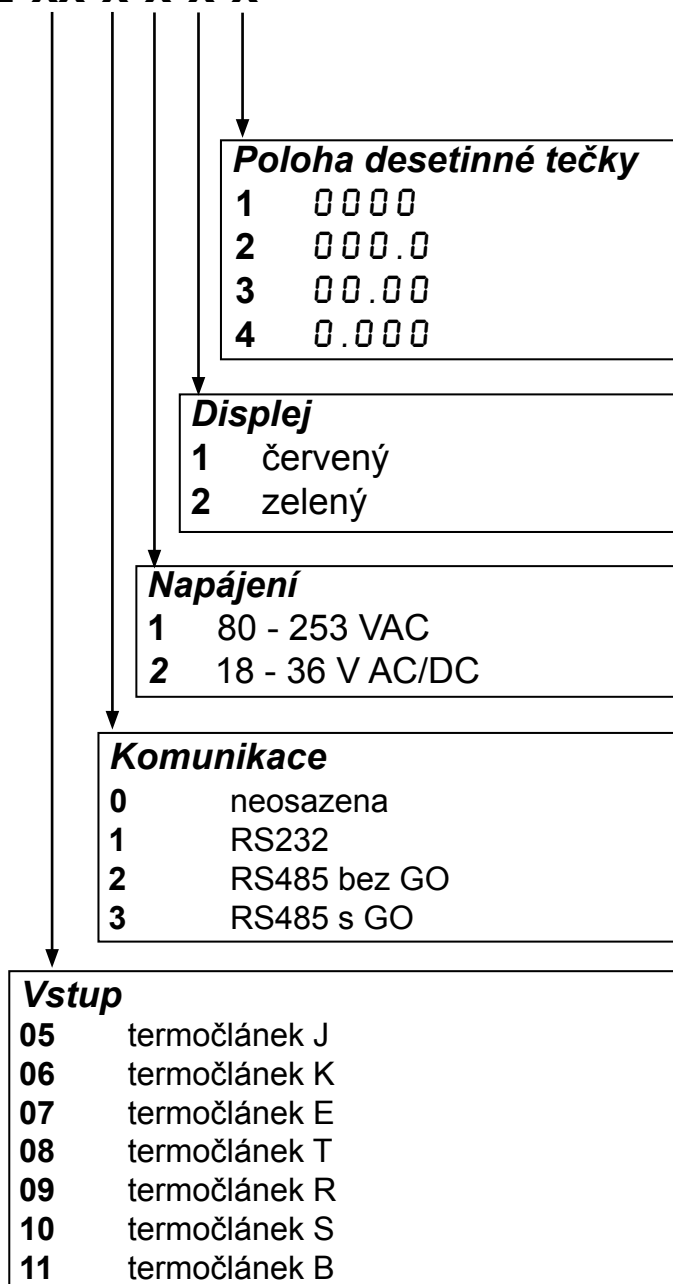 Poloha desetinné tečky
1 0000
2 000.0
3 00.00
4 0.000
Displej
1 červený
2 zelený
Napájení
1 80 - 253 VAC
2 18 - 36 V AC/DC
Komunikace
0 neosazena
1 RS232
2 RS485 bez GO
3 RS485 s GO
Vstup
05 termočlánek J
06 termočlánek K
07 termočlánek E
08 termočlánek T
09 termočlánek R
10 termočlánek S
11 termočlánek B